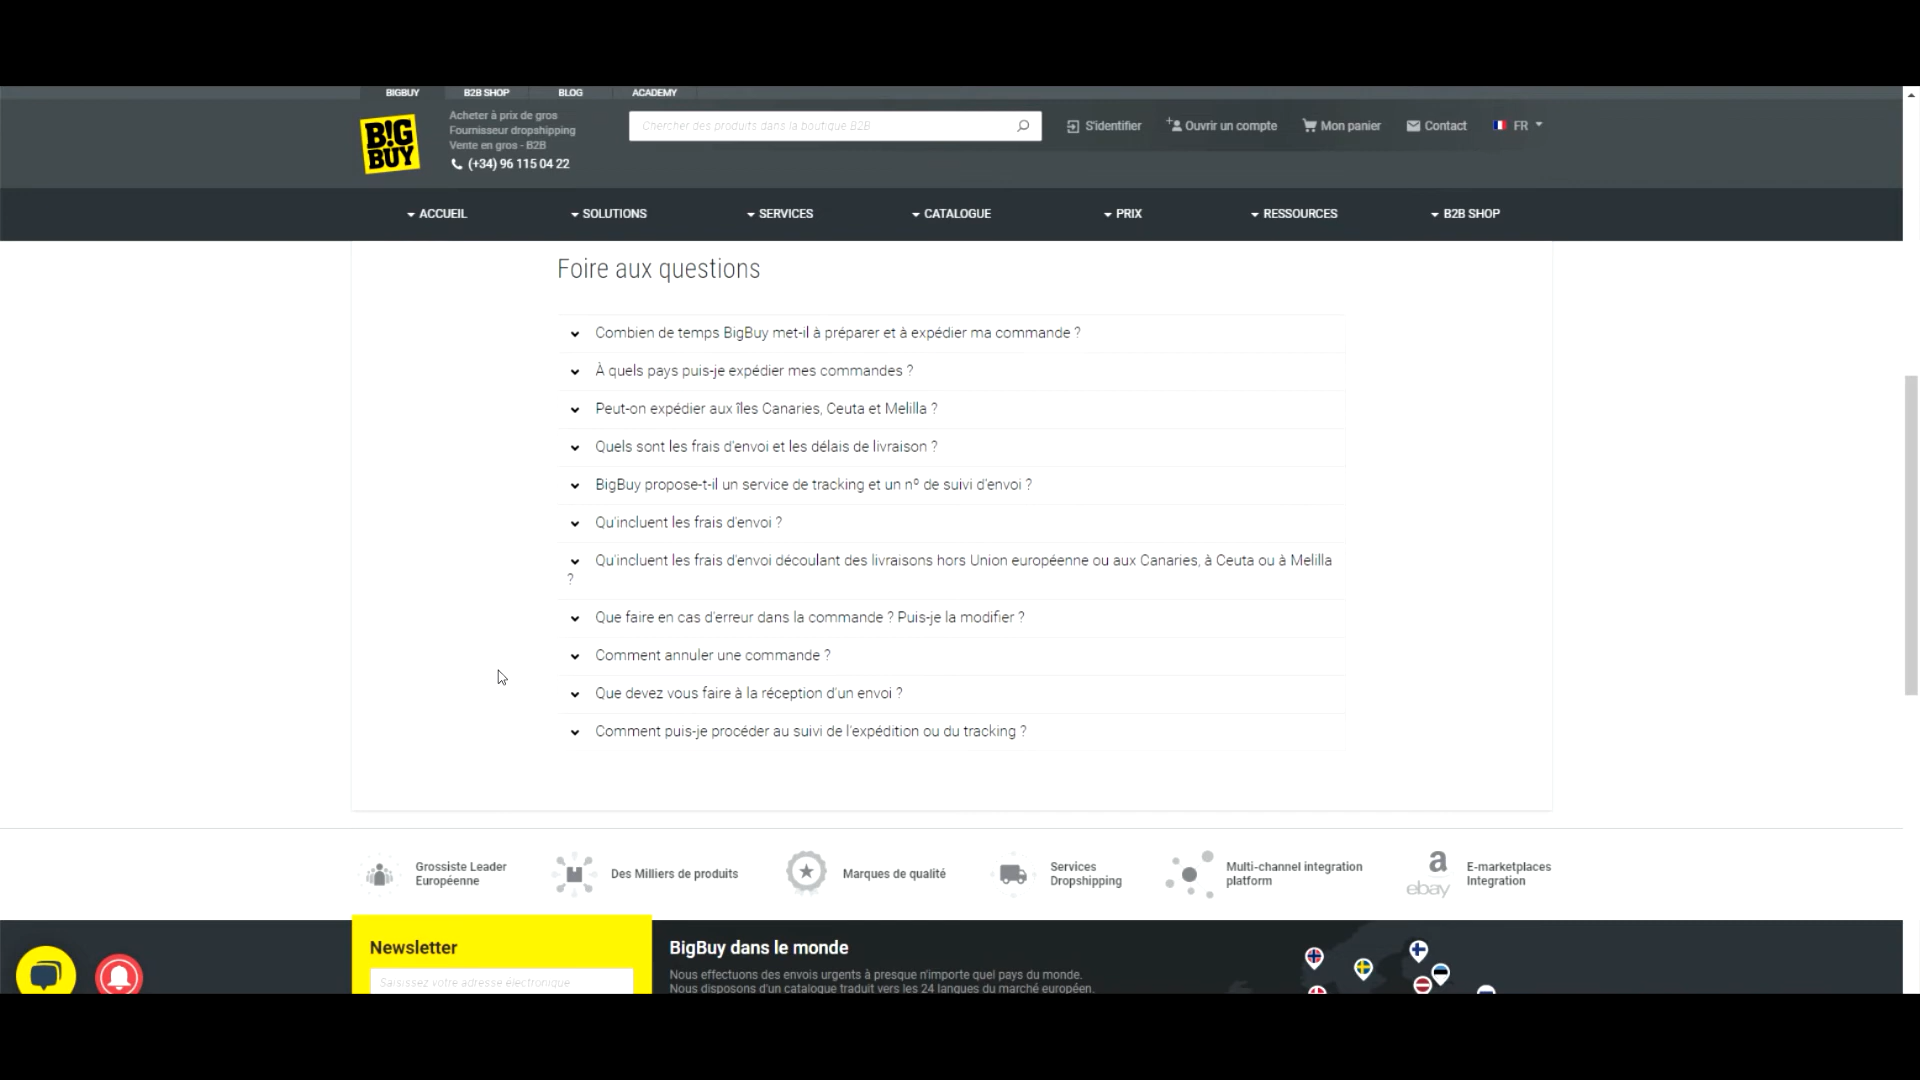 BIGBUY
B2B SHOP
BLOG
ACADEMY
B!G
BUY
Acheter à prix de gros
Fournisseur dropshipping
Vente en gros - B2B
(+34) 96 115 04 22
Chercher des produits dans la boutique B2B
S'identifier
Ouvrir un compte
Mon panier
Contact
FR
ACCUEIL
SOLUTIONS
SERVICES
CATALOGUE
PRIX
RESSOURCES
B2B SHOP
Foire aux questions
Combien de temps BigBuy met-il à préparer et à expédier ma commande ?
À quels pays puis-je expédier mes commandes ?
Peut-on expédier aux îles Canaries, Ceuta et Melilla ?
Quels sont les frais d'envoi et les délais de livraison ?
BigBuy propose-t-il un service de tracking et un nº de suivi d'envoi ?
Qu'incluent les frais d'envoi ?
Qu'incluent les frais d'envoi découlant des livraisons hors Union européenne ou aux Canaries, à Ceuta ou à Melilla
?
Que faire en cas d'erreur dans la commande ? Puis-je la modifier ?
Comment annuler une commande ?
Que devez vous faire à la réception d'un envoi ?
Comment puis-je procéder au suivi de l'expédition ou du tracking ?
Grossiste Leader
Européenne
Des Milliers de produits
Marques de qualité
Services
Dropshipping
Multi-channel integration
platform
a
ebay
E-marketplaces
Integration
Newsletter
Saisissez votre adresse électronique
BigBuy dans le monde
Nous effectuons des envois urgents à presque n'importe quel pays du monde.
Nous disposons d'un catalogue traduit vers les 24 langues du marché européen.